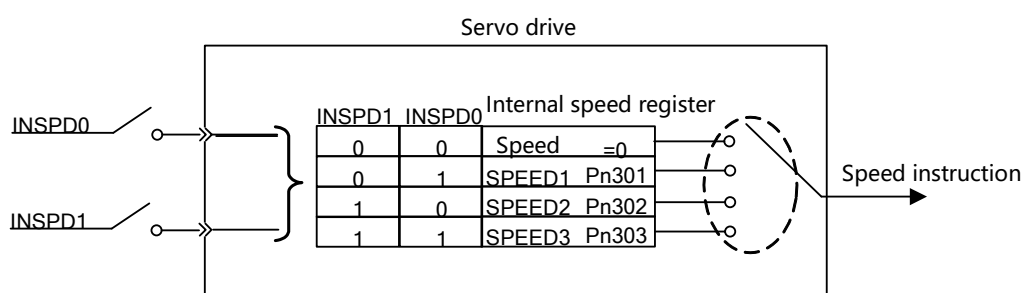 Servo drive
INSPD1 INSPD0 Internal speed register
INSPD0
0 0 Speed =0
0 1 SPEED1 Pn301
Speed instruction
1 0 SPEED2 Pn302
INSPD1
1 1 SPEED3 Pn303